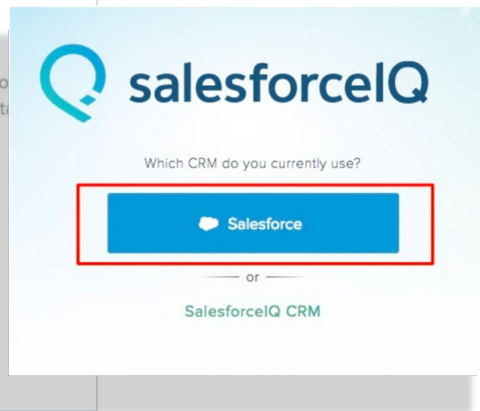 salesforceIQ
Which CRM do you currently use?
Salesforce
or
SalesforceIQ CRM